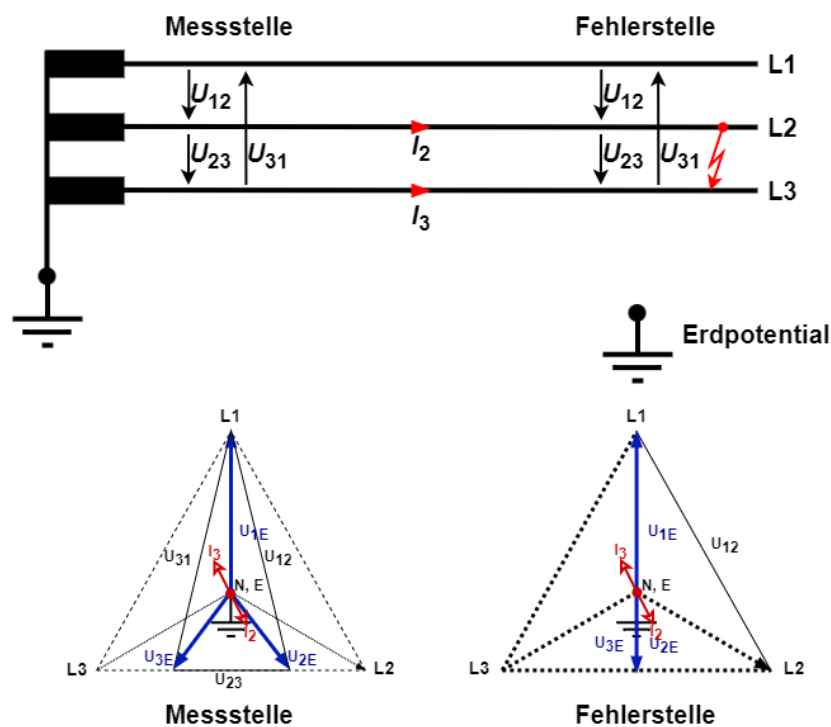 Messstelle Fehlerstelle
L1
U12 U12
I2 L2
U23 U31 U23 U31
I3 L3
Erdpotential
L1 L1
U31 U1E U12 U1E U12
I3 I3
N, E N, E
I2 I2
U3E U2E U3E U2E
L3 L2 L3 L2
U23
Messstelle Fehlerstelle